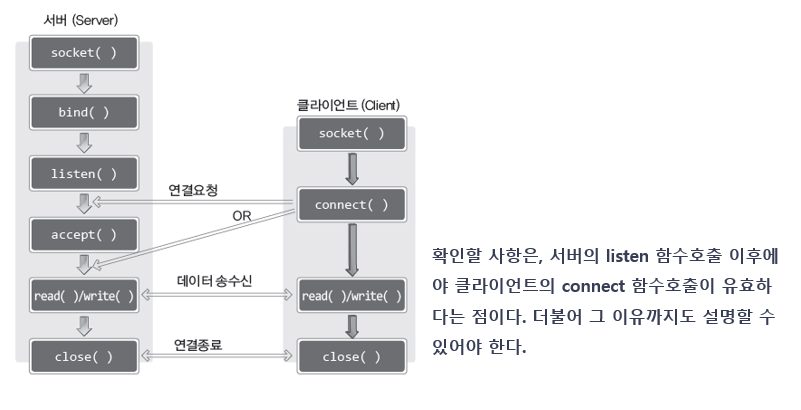 서버 (Server)
socket( )
bind( )
listen( )
accept( )
read( )/write( )
close( )
클라이언트 (Client)
socket( )
connect( )
read( )/write( )
close( )
연결요청
OR
데이터 송수신
연결종료
확인할 사항은, 서버의 listen 함수호출 이후에
야 클라이언트의 connect 함수호출이 유효하
다는 점이다. 더불어 그 이유까지도 설명할 수
있어야 한다.